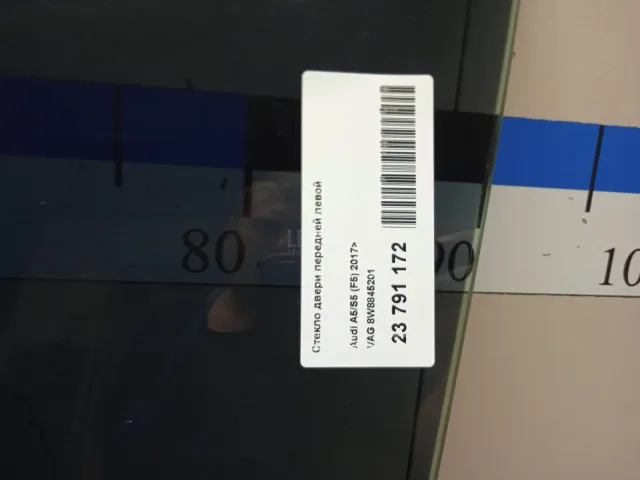 Стекло двери передней левой
Audi A5/S5 (F5) 2017>
VAG 8W8845201
23 791 172
80
90
10